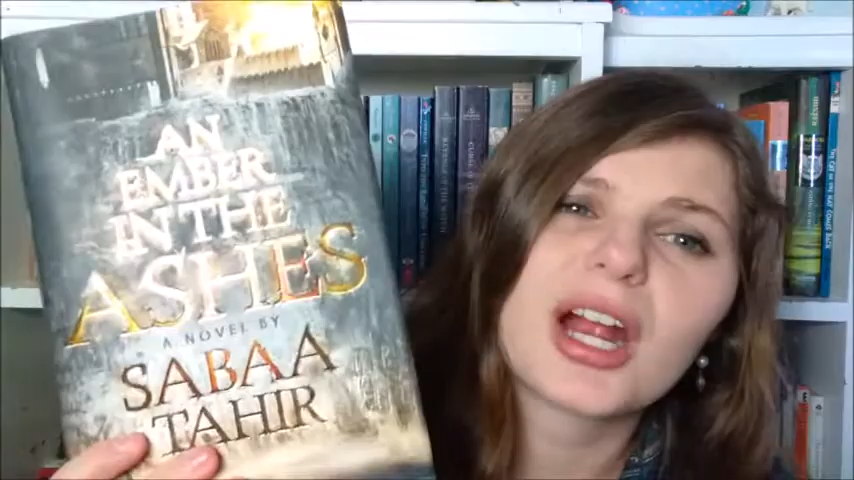 AN
EMBER
IN THE
ASHES
A NOVEL BY
SABAA
TAHIR